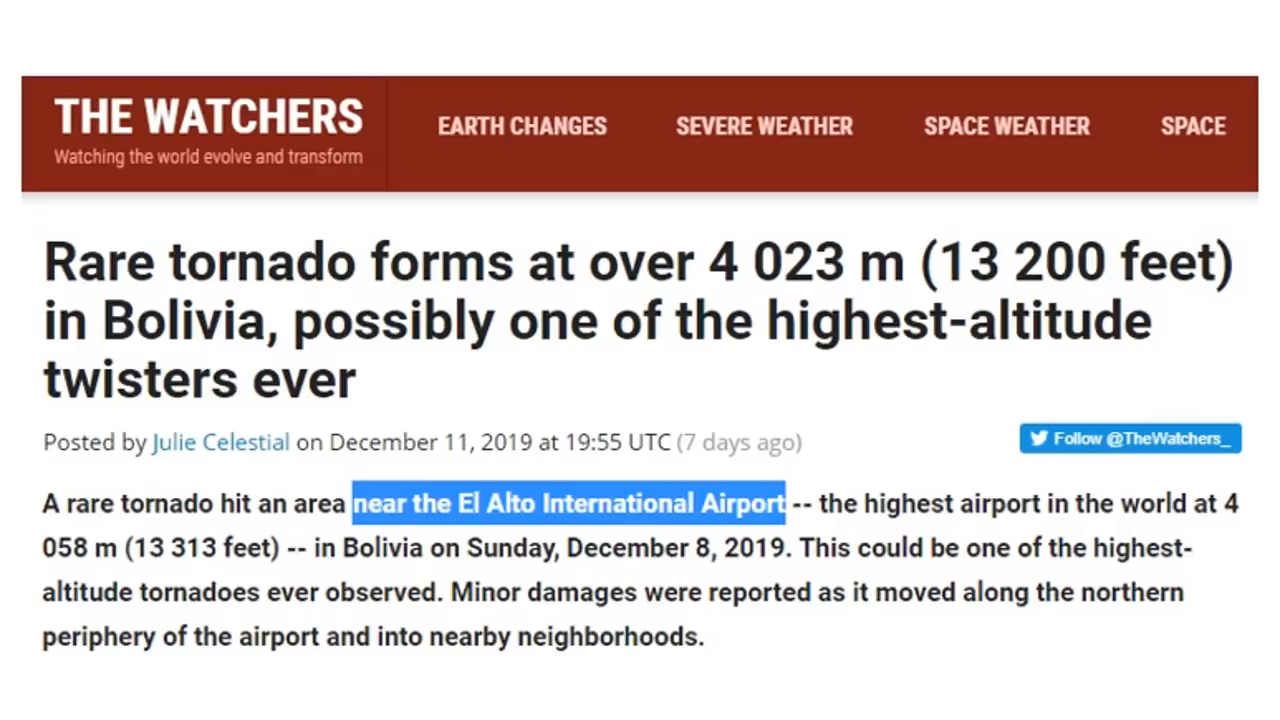 THE WATCHERS
Watching the world evolve and transform
EARTH CHANGES
SEVERE WEATHER
SPACE WEATHER
SPACE
Rare tornado forms at over 4 023 m (13 200 feet)
in Bolivia, possibly one of the highest-altitude
twisters ever
Posted by Julie Celestial on December 11, 2019 at 19:55 UTC (7 days ago)
Follow @TheWatchers_
A rare tornado hit an area near the El Alto International Airport -- the highest airport in the world at 4
058 m (13 313 feet) -- in Bolivia on Sunday, December 8, 2019. This could be one of the highest-
altitude tornadoes ever observed. Minor damages were reported as it moved along the northern
periphery of the airport and into nearby neighborhoods.